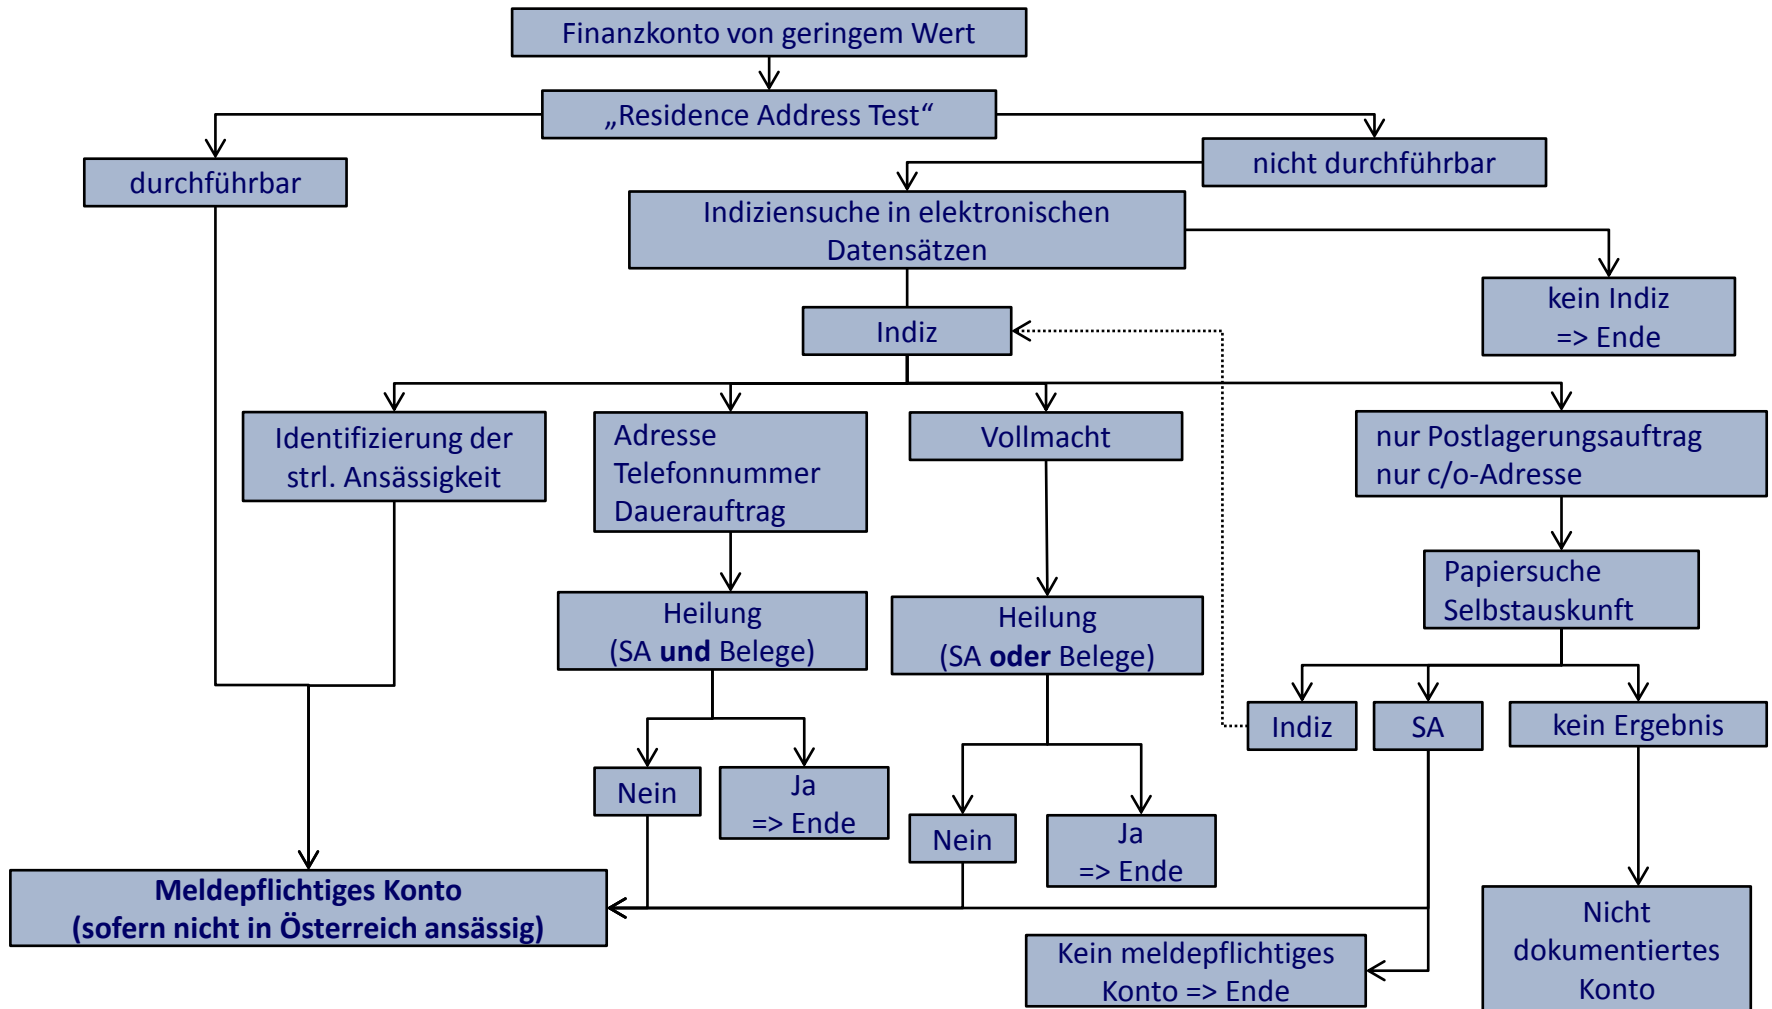 Finanzkonto von geringem Wert
„Residence Address Test“
durchführbar
nicht durchführbar
Indiziensuche in elektronischen
Datensätzen
kein Indiz
=> Ende
Indiz
Identifizierung der
strl. Ansässigkeit
Adresse
Telefonnummer
Dauerauftrag
Vollmacht
nur Postlagerungsauftrag
nur c/o-Adresse
Papiersuche
Selbstauskunft
Heilung
(SA und Belege)
Heilung
(SA oder Belege)
Indiz
SA
kein Ergebnis
Nein
Ja
=> Ende
Nein
Ja
=> Ende
Meldepflichtiges Konto
(sofern nicht in Österreich ansässig)
Kein meldepflichtiges
Konto => Ende
Nicht
dokumentiertes
Konto